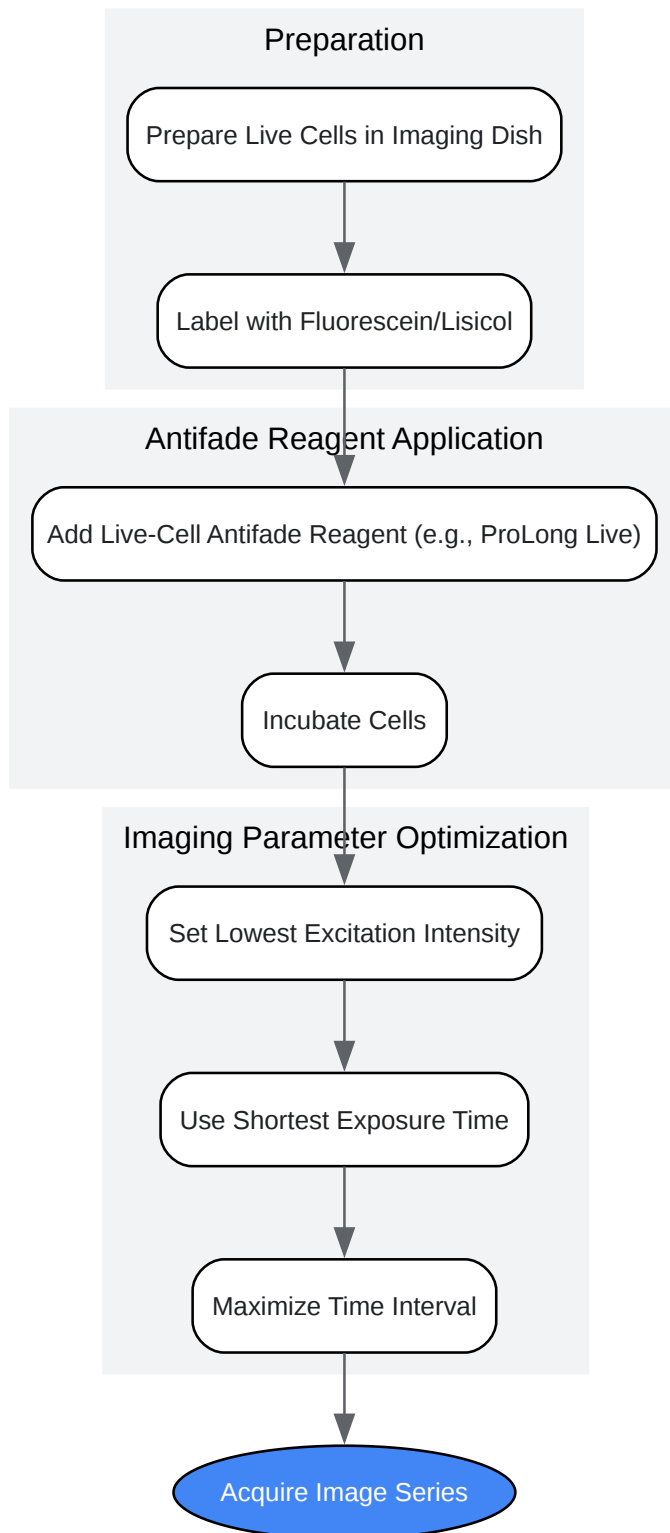 Preparation
Prepare Live Cells in Imaging Dish
Label with Fluorescein/Lisicol
Antifade Reagent Application
Add Live-Cell Antifade Reagent (e.g., ProLong Live)
Incubate Cells
Imaging Parameter Optimization
Set Lowest Excitation Intensity
Use Shortest Exposure Time
Maximize Time Interval
Acquire Image Series